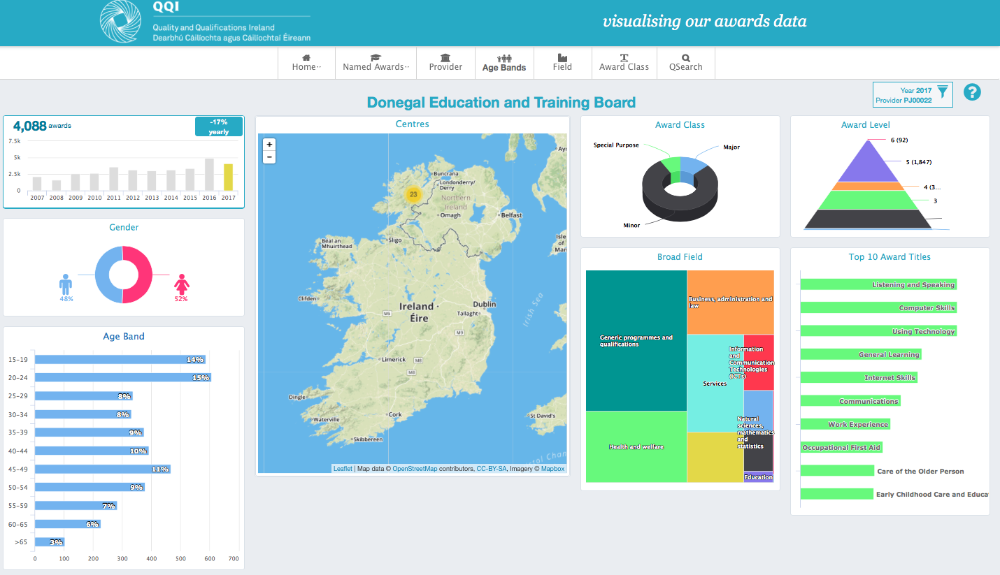 QQI
Quality and Qualifications Ireland
Dearbhú Cáilíochta agus Cáilíochtaí Éireann
visualising our awards data
Home··
Named Awards··
Provider
Age Bands
Field
Award Class
QSearch
Donegal Education and Training Board
Year 2017
Provider PJ00022
?
4,088 awards
-17%
yearly
7.5k
5k
2.5k
0
2007 2008 2009 2010 2011 2012 2013 2014 2015 2016 2017
Gender
48%
52%
Age Band
15-19 14%
20-24 15%
25-29 8%
30-34 8%
35-39 9%
40-44 10%
45-49 11%
50-54 9%
55-59 7%
60-65 6%
>65 3%
0 100 200 300 400 500 600 700
Centres
+
−
Ayr
Buncrana
Londonderry/
Derry
23
Northern
Ireland
Omagh
Belfast
Isle
of
Man
Sligo
Béal an
Mhuirthead
Clifden
Ireland
Éire
Dublin
M6
Tallaght
Irish Sea
M9
Limerick
M8
M8
Dingle
Waterville
Cork
St David's
Skibbereen
Leaflet | Map data © OpenStreetMap contributors, CC-BY-SA, Imagery © Mapbox
Award Class
Special Purpose
Major
Minor
Award Level
6 (92)
5 (1,847)
4 (3...
3
Broad Field
Generic programmes and
qualifications
Business, administration and
law
Information
and
Communication
Technologies
(ICTs)
Services
Natural
sciences,
mathematics
and
statistics
Health and welfare
Education
Top 10 Award Titles
Listening and Speaking
Computer Skills
Using Technology
General Learning
Internet Skills
Communications
Work Experience
Occupational First Aid
Care of the Older Person
Early Childhood Care and Educa